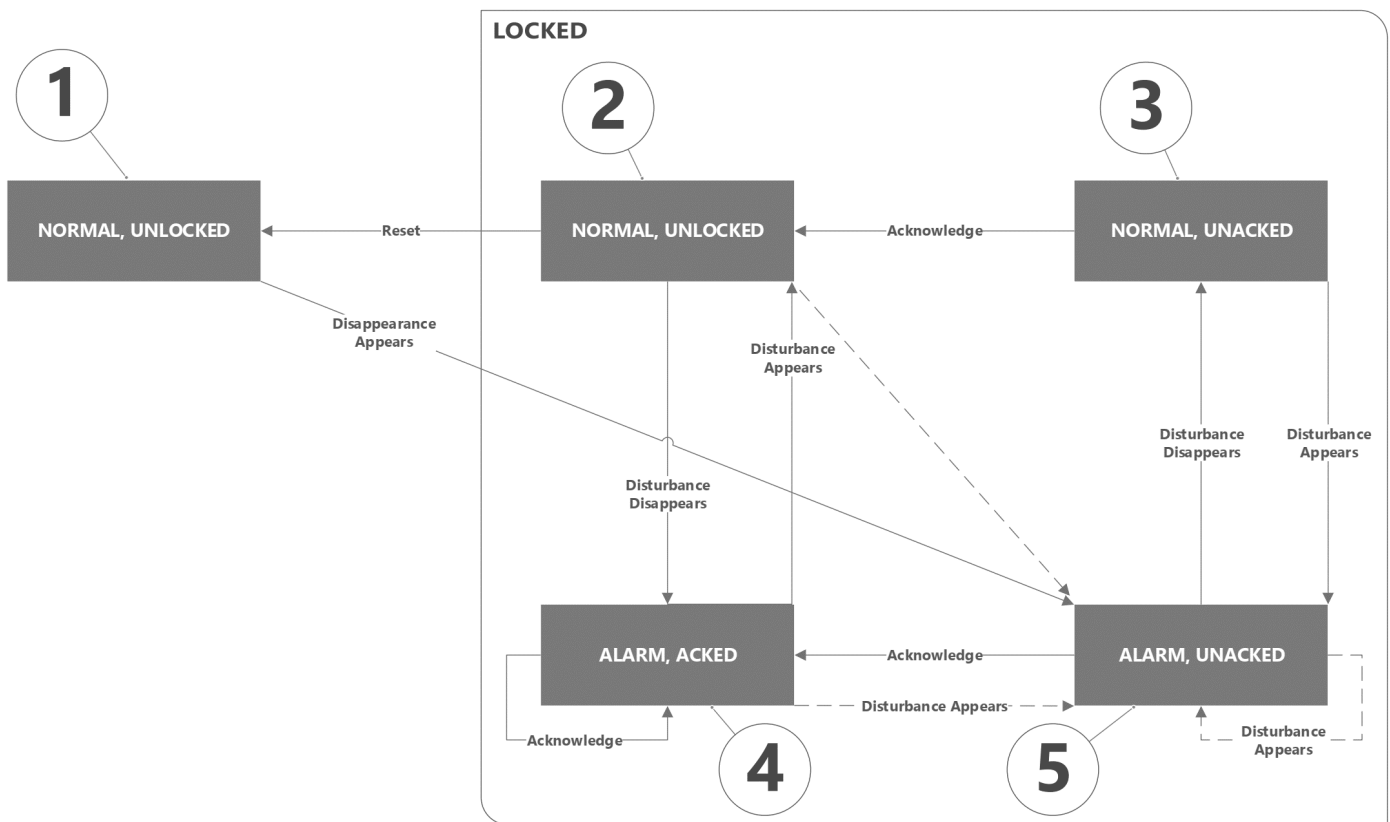 LOCKED
1
2
3
NORMAL, UNLOCKED
Reset
NORMAL, UNLOCKED
Acknowledge
NORMAL, UNACKED
Disappearance
Appears
Disturbance
Appears
Disturbance
Disappears
Disturbance
Appears
Disturbance
Disappears
ALARM, ACKED
Acknowledge
ALARM, UNACKED
Disturbance Appears
Acknowledge
Disturbance
Appears
4
5